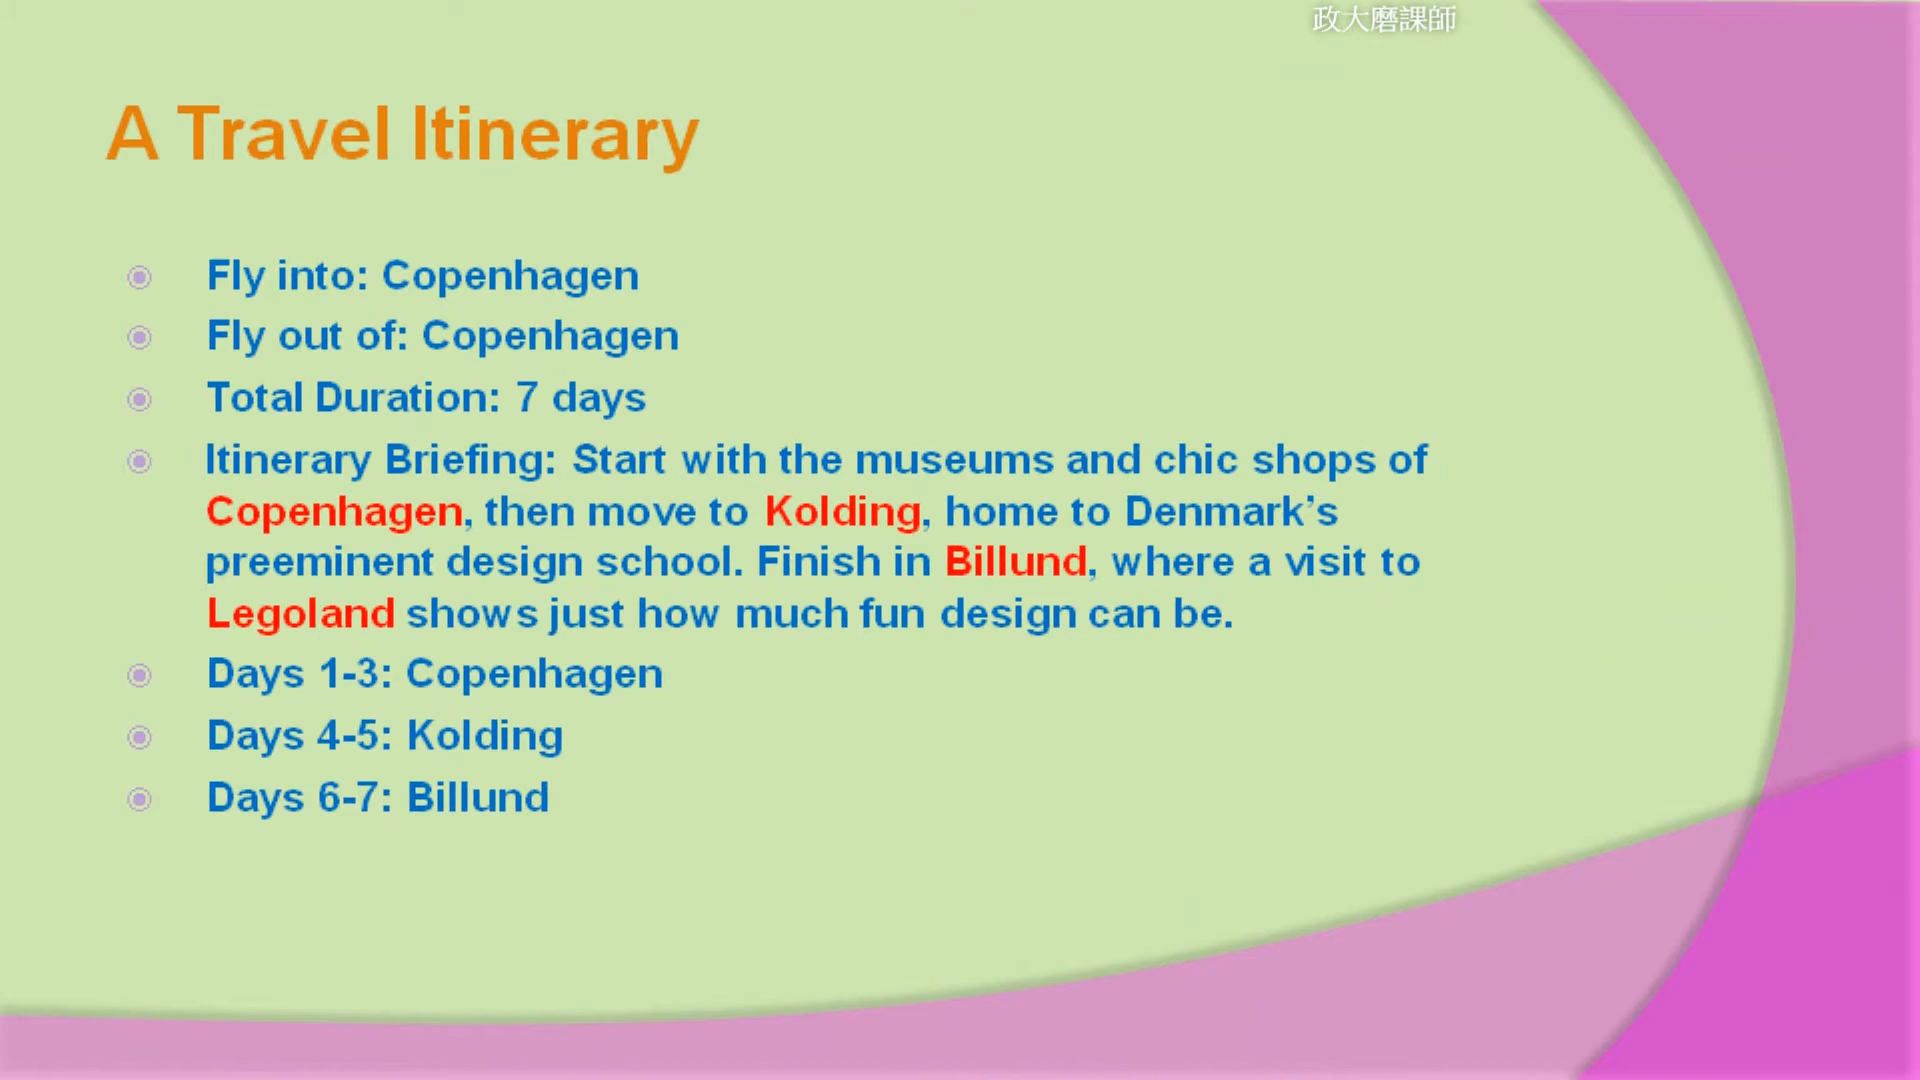 政大磨課師
A Travel Itinerary
Fly into: Copenhagen
Fly out of: Copenhagen
Total Duration: 7 days
Itinerary Briefing: Start with the museums and chic shops of
Copenhagen, then move to Kolding, home to Denmark’s
preeminent design school. Finish in Billund, where a visit to
Legoland shows just how much fun design can be.
Days 1-3: Copenhagen
Days 4-5: Kolding
Days 6-7: Billund